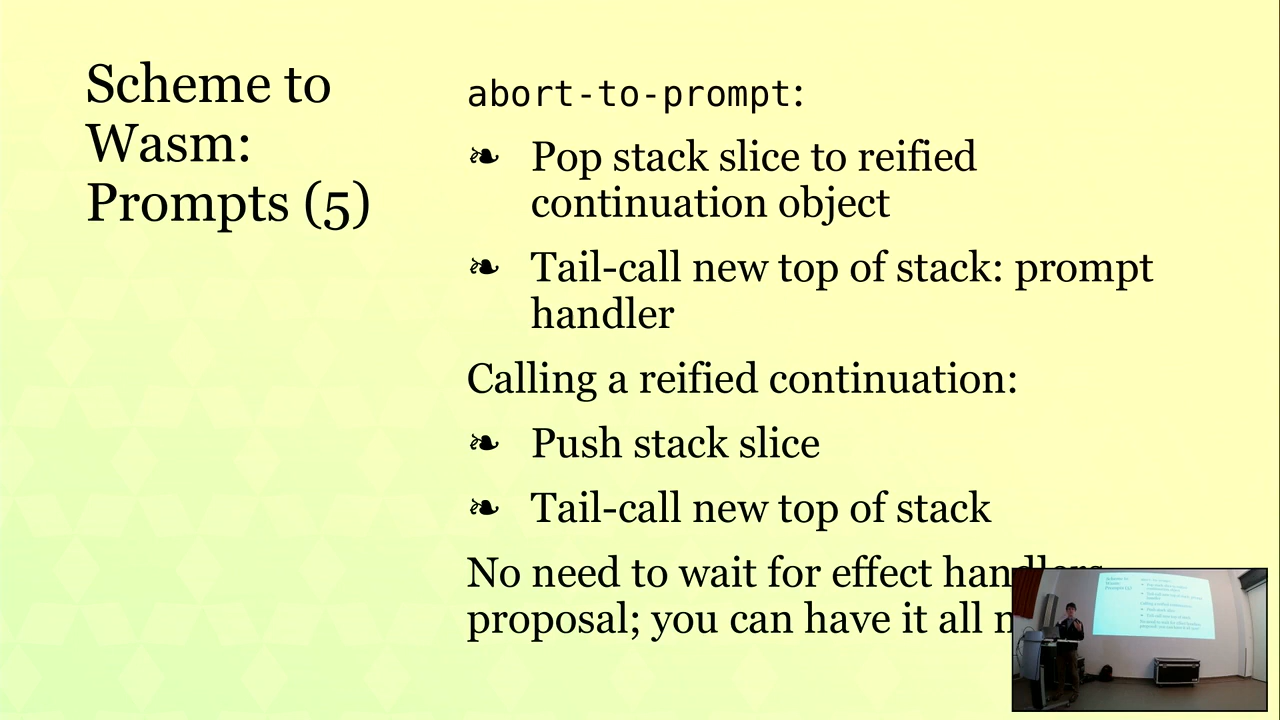 Scheme to
Wasm:
Prompts (5)
abort-to-prompt:
❧ Pop stack slice to reified
continuation object
❧ Tail-call new top of stack: prompt
handler
Calling a reified continuation:
❧ Push stack slice
❧ Tail-call new top of stack
No need to wait for effect handlers
proposal; you can have it all